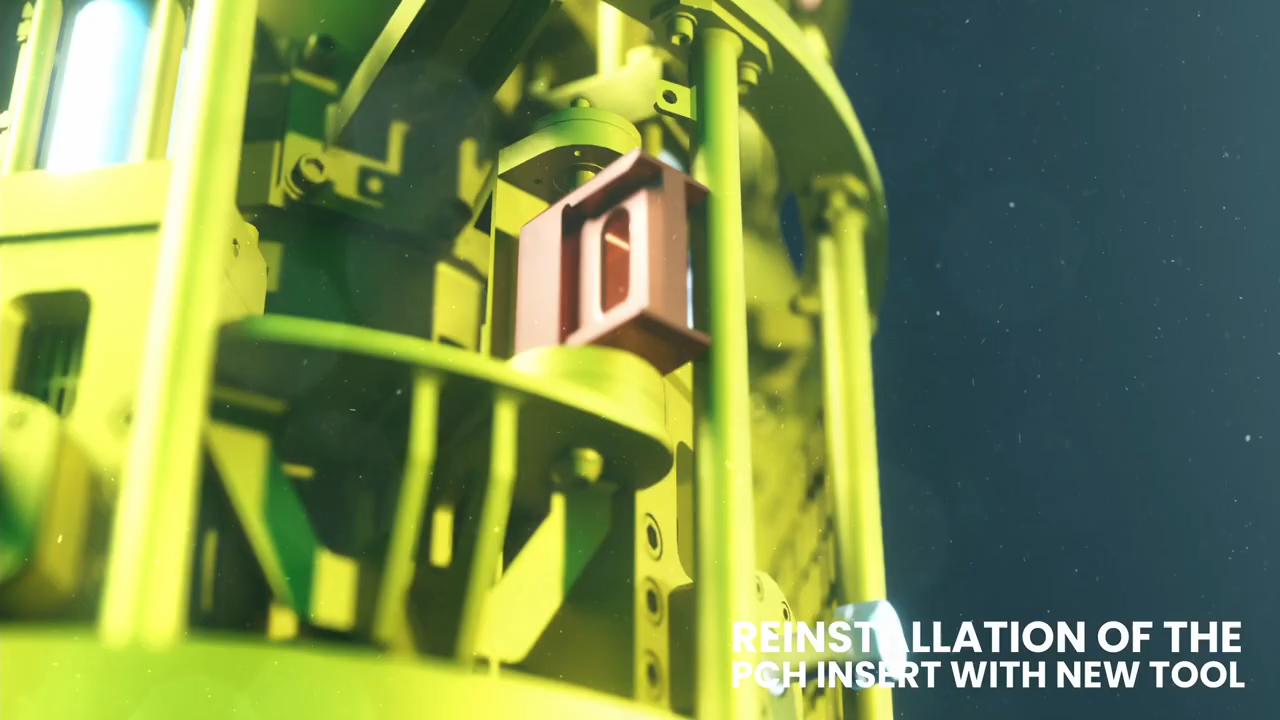 REINSTALLATION OF THE
PCH INSERT WITH NEW TOOL